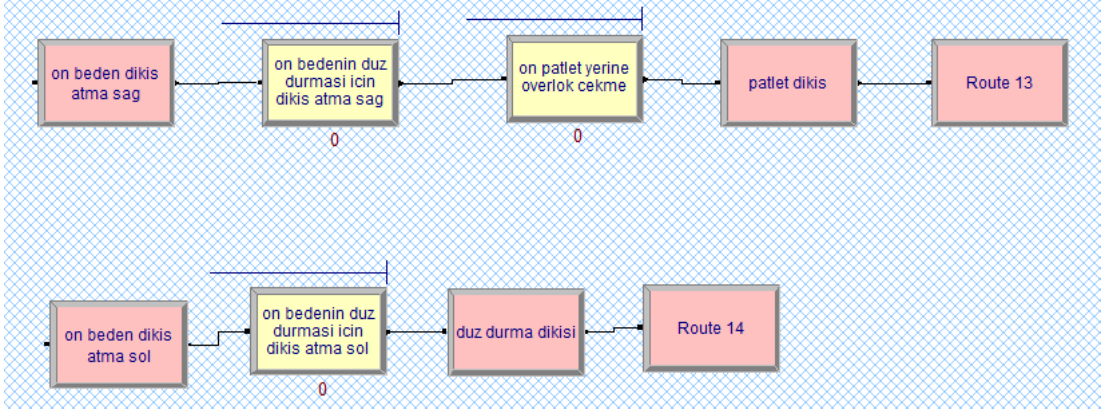 on beden dikis
atma sag
on bedenin duz
durmasi icin
dikis atma sag
0
on patlet yerine
overlok cekme
0
patlet dikis
Route 13
on beden dikis
atma sol
on bedenin duz
durmasi icin
dikis atma sol
0
duz durma dikisi
Route 14